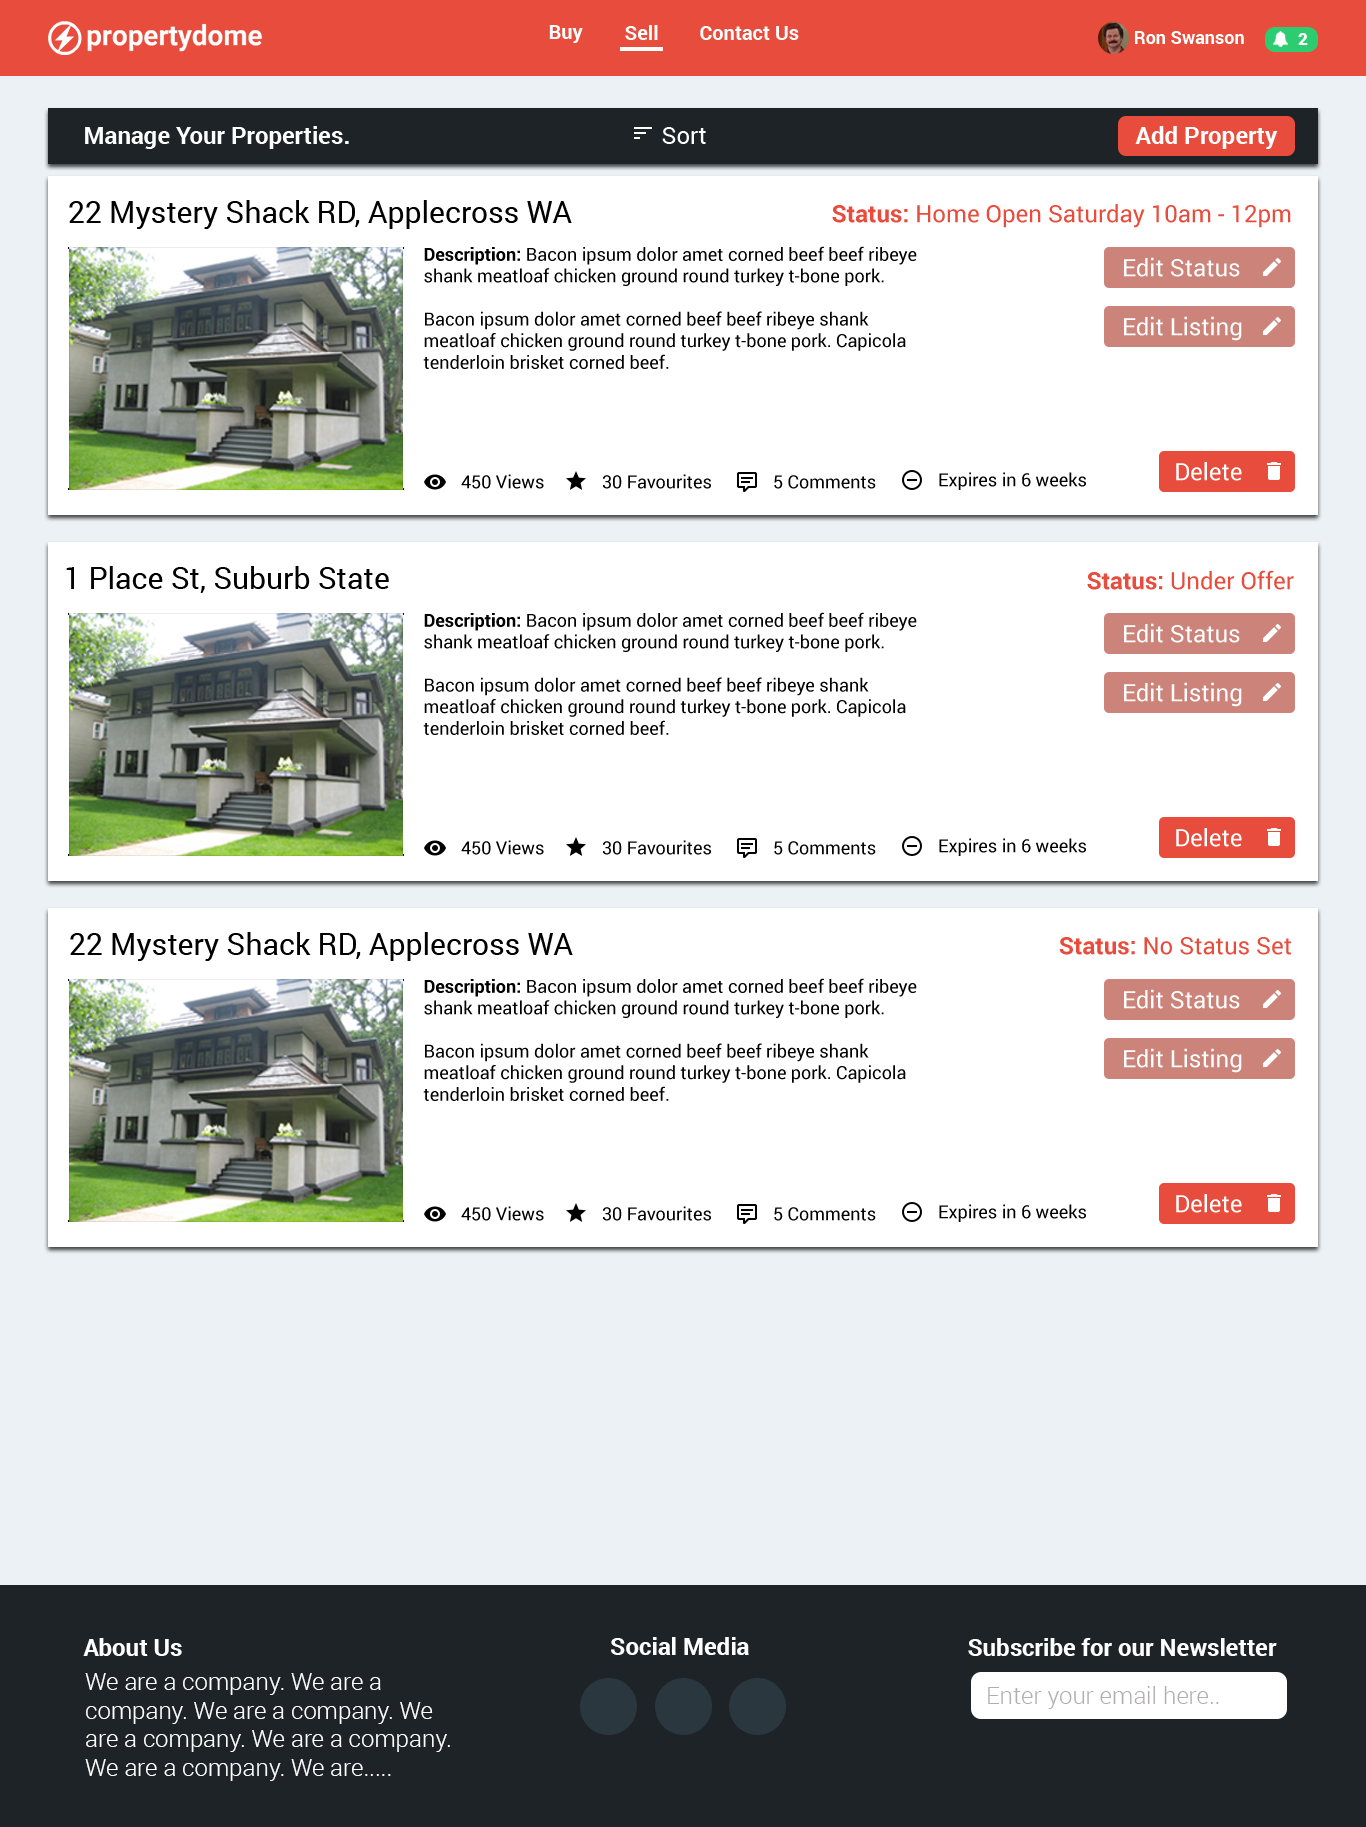 propertydome
Buy
Sell
Contact Us
Ron Swanson
2
Manage Your Properties.
Sort
Add Property
22 Mystery Shack RD, Applecross WA
Status: Home Open Saturday 10am - 12pm
Description: Bacon ipsum dolor amet corned beef beef ribeye
shank meatloaf chicken ground round turkey t-bone pork.
Bacon ipsum dolor amet corned beef beef ribeye shank
meatloaf chicken ground round turkey t-bone pork. Capicola
tenderloin brisket corned beef.
Edit Status
Edit Listing
450 Views
30 Favourites
5 Comments
Expires in 6 weeks
Delete
1 Place St, Suburb State
Status: Under Offer
Description: Bacon ipsum dolor amet corned beef beef ribeye
shank meatloaf chicken ground round turkey t-bone pork.
Bacon ipsum dolor amet corned beef beef ribeye shank
meatloaf chicken ground round turkey t-bone pork. Capicola
tenderloin brisket corned beef.
Edit Status
Edit Listing
450 Views
30 Favourites
5 Comments
Expires in 6 weeks
Delete
22 Mystery Shack RD, Applecross WA
Status: No Status Set
Description: Bacon ipsum dolor amet corned beef beef ribeye
shank meatloaf chicken ground round turkey t-bone pork.
Bacon ipsum dolor amet corned beef beef ribeye shank
meatloaf chicken ground round turkey t-bone pork. Capicola
tenderloin brisket corned beef.
Edit Status
Edit Listing
450 Views
30 Favourites
5 Comments
Expires in 6 weeks
Delete
About Us
We are a company. We are a
company. We are a company. We
are a company. We are a company.
We are a company. We are.....
Social Media
Subscribe for our Newsletter
Enter your email here..